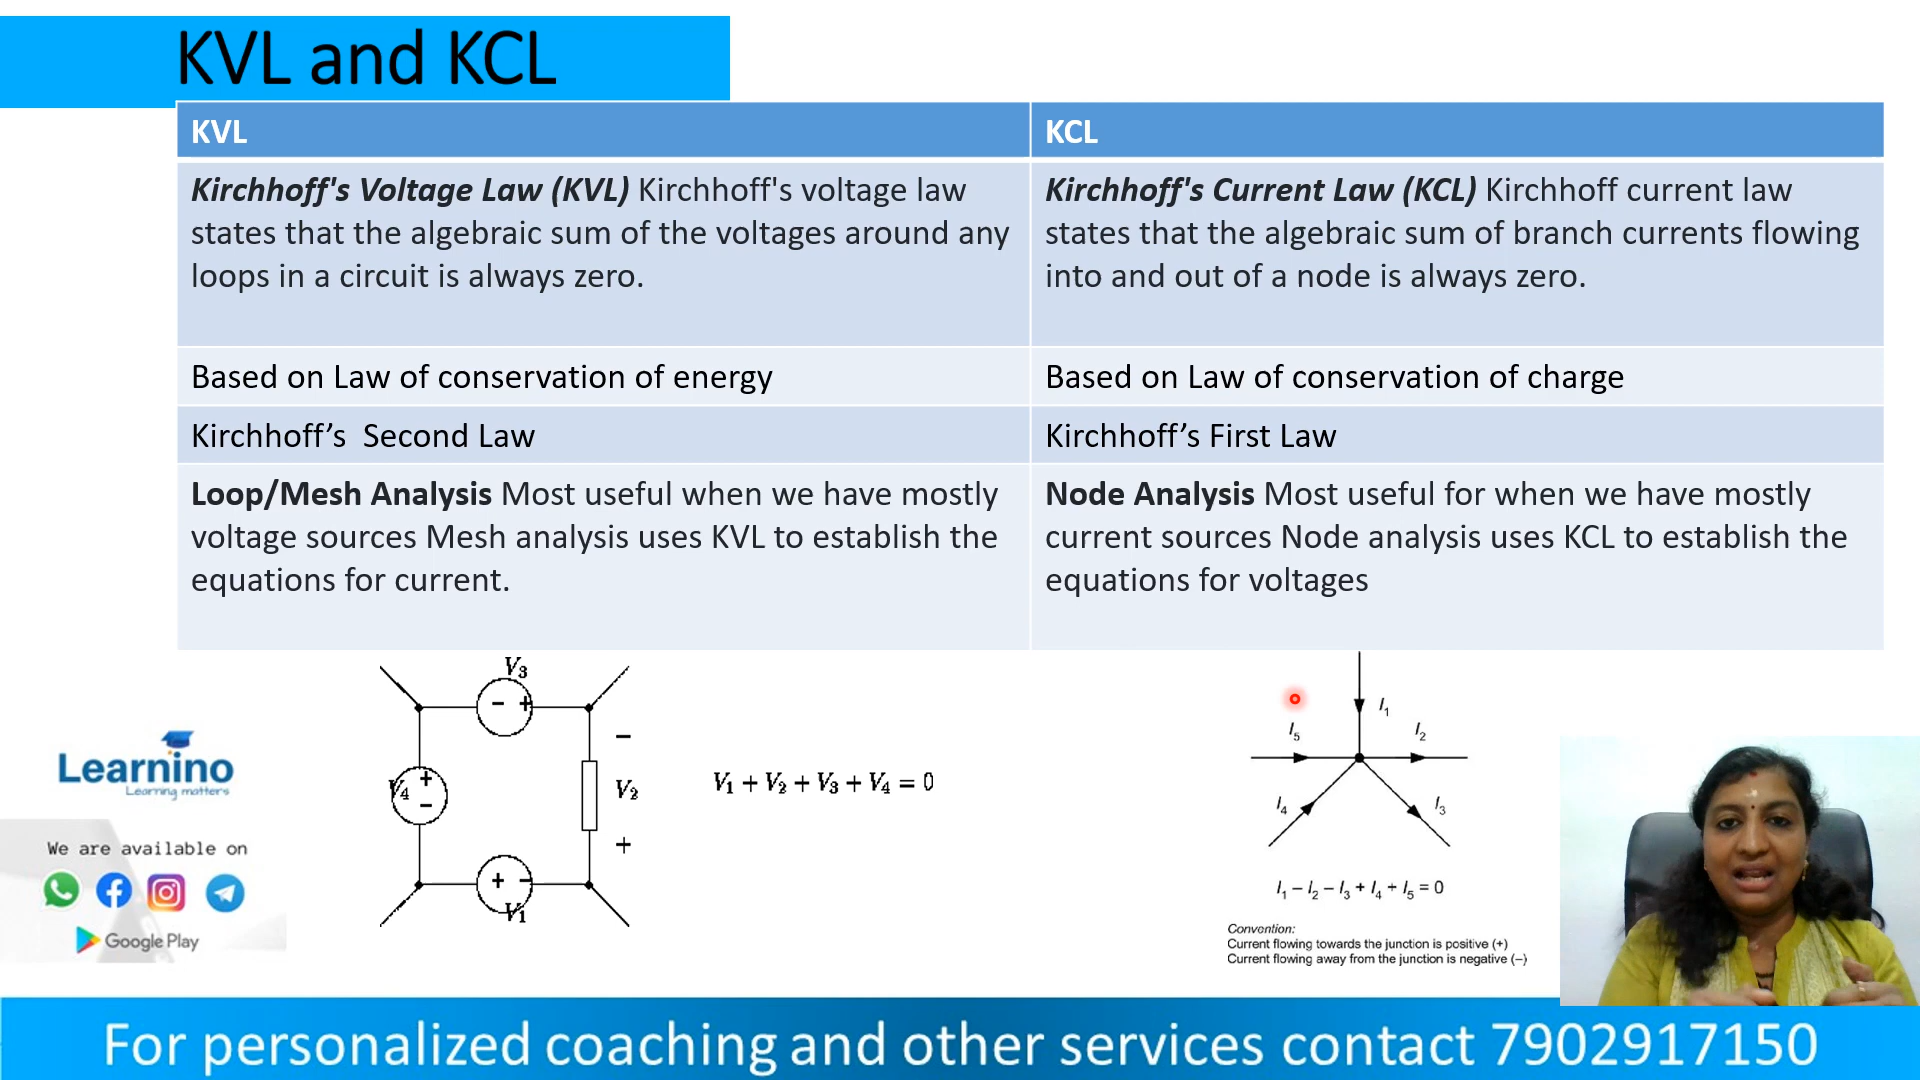 KVL and KCL
KVL
Kirchhoff's Voltage Law (KVL) Kirchhoff's voltage law
states that the algebraic sum of the voltages around any
loops in a circuit is always zero.
Based on Law of conservation of energy
Kirchhoff’s  Second Law
Loop/Mesh Analysis Most useful when we have mostly
voltage sources Mesh analysis uses KVL to establish the
equations for current.
KCL
Kirchhoff's Current Law (KCL) Kirchhoff current law
states that the algebraic sum of branch currents flowing
into and out of a node is always zero.
Based on Law of conservation of charge
Kirchhoff’s First Law
Node Analysis Most useful for when we have mostly
current sources Node analysis uses KCL to establish the
equations for voltages
V₃
− +
−
V₄
+
−
V₂
+
+ −
V₁
V₁ + V₂ + V₃ + V₄ = 0
I₁
I₅
I₂
I₄
I₃
I₁ − I₂ − I₃ + I₄ + I₅ = 0
Convention:
Current flowing towards the junction is positive (+)
Current flowing away from the junction is negative (−)
Learnino
Learning matters
We are available on
Google Play
For personalized coaching and other services contact 7902917150